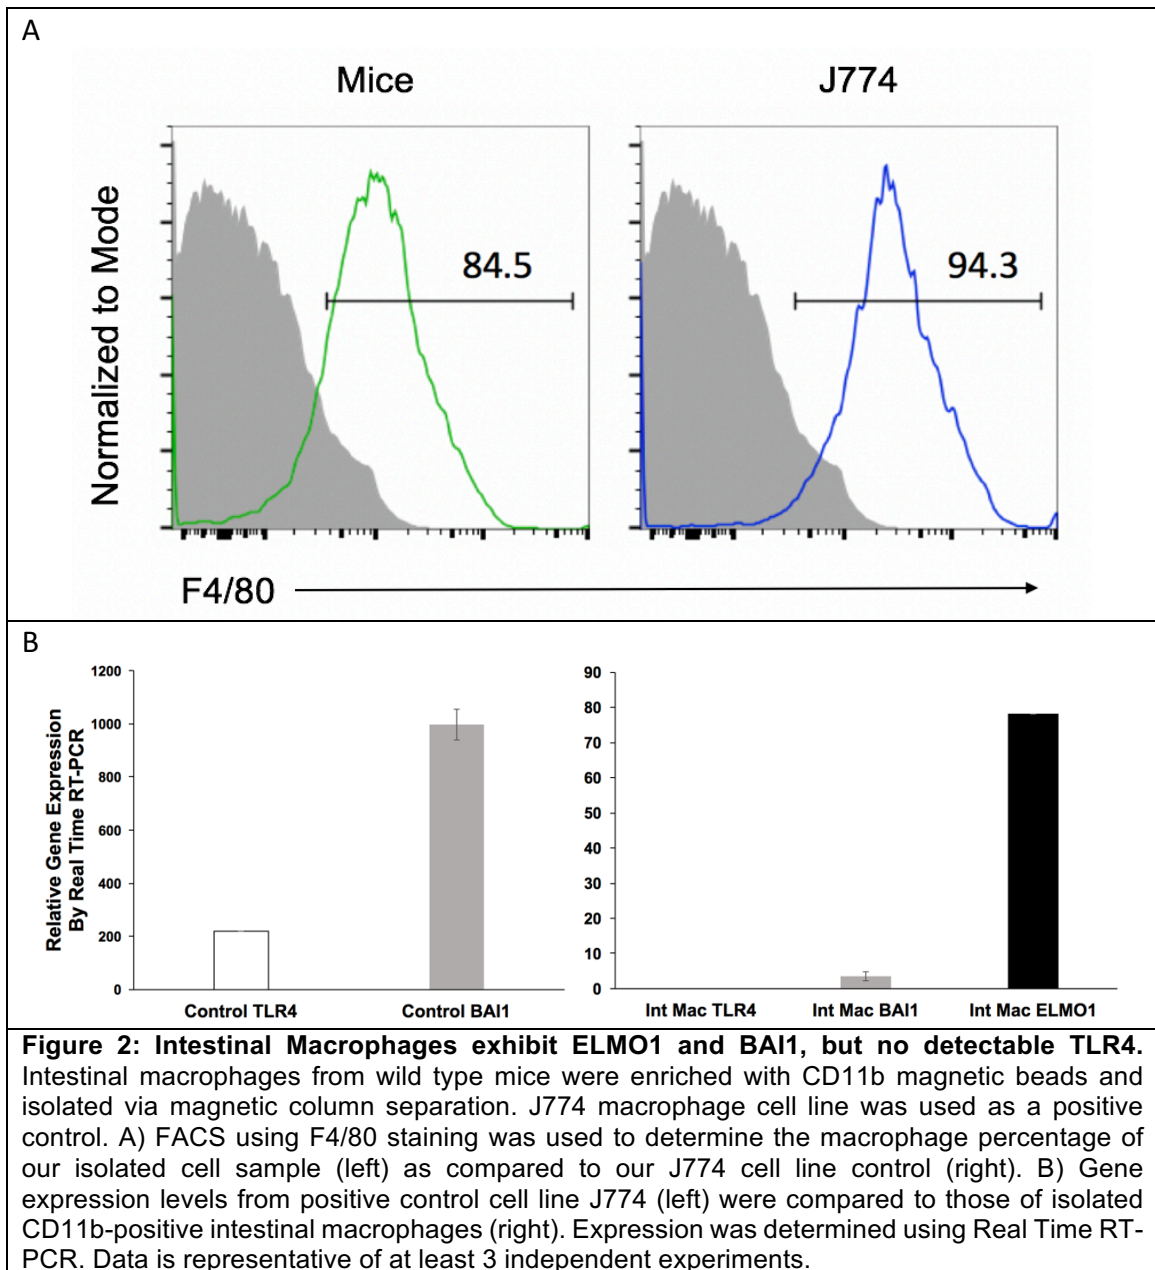 A
Mice
J774
Normalized to Mode
84.5
94.3
F4/80
B
Relative Gene Expression
By Real Time RT-PCR
1200
1000
800
600
400
200
0
Control TLR4
Control BAI1
90
80
70
60
50
40
30
20
10
0
Int Mac TLR4
Int Mac BAI1
Int Mac ELMO1
Figure 2: Intestinal Macrophages exhibit ELMO1 and BAI1, but no detectable TLR4.
Intestinal macrophages from wild type mice were enriched with CD11b magnetic beads and
isolated via magnetic column separation. J774 macrophage cell line was used as a positive
control. A) FACS using F4/80 staining was used to determine the macrophage percentage of
our isolated cell sample (left) as compared to our J774 cell line control (right). B) Gene
expression levels from positive control cell line J774 (left) were compared to those of isolated
CD11b-positive intestinal macrophages (right). Expression was determined using Real Time RT-
PCR. Data is representative of at least 3 independent experiments.